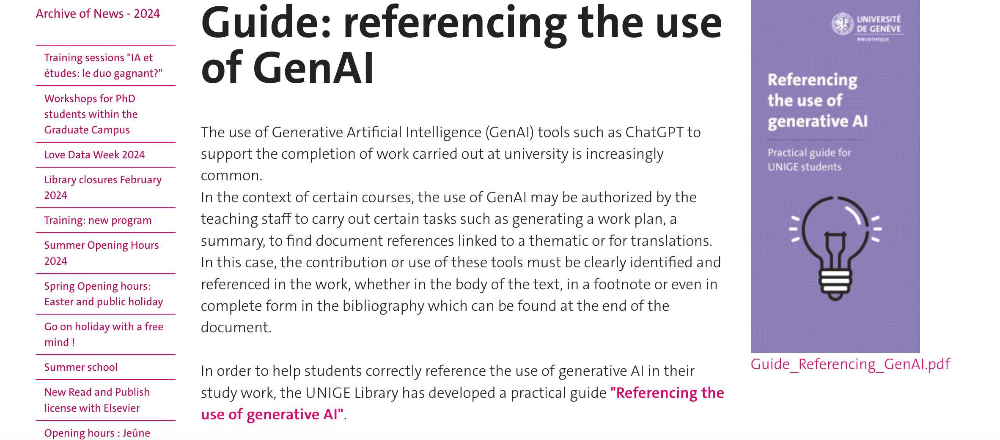 Archive of News - 2024
Training sessions "IA et
études: le duo gagnant?"
Workshops for PhD
students within the
Graduate Campus
Love Data Week 2024
Library closures February
2024
Training: new program
Summer Opening Hours
2024
Spring Opening hours:
Easter and public holiday
Go on holiday with a free
mind !
Summer school
New Read and Publish
license with Elsevier
Opening hours : Jeûne
Guide: referencing the use
of GenAI
The use of Generative Artificial Intelligence (GenAI) tools such as ChatGPT to
support the completion of work carried out at university is increasingly
common.
In the context of certain courses, the use of GenAI may be authorized by the
teaching staff to carry out certain tasks such as generating a work plan, a
summary, to find document references linked to a thematic or for translations.
In this case, the contribution or use of these tools must be clearly identified and
referenced in the work, whether in the body of the text, in a footnote or even in
complete form in the bibliography which can be found at the end of the
document.
In order to help students correctly reference the use of generative AI in their
study work, the UNIGE Library has developed a practical guide "Referencing the
use of generative AI".
UNIVERSITÉ
DE GENÈVE
BIBLIOTHÈQUE
Referencing
the use of
generative AI
Practical guide for
UNIGE students
Guide_Referencing_GenAI.pdf